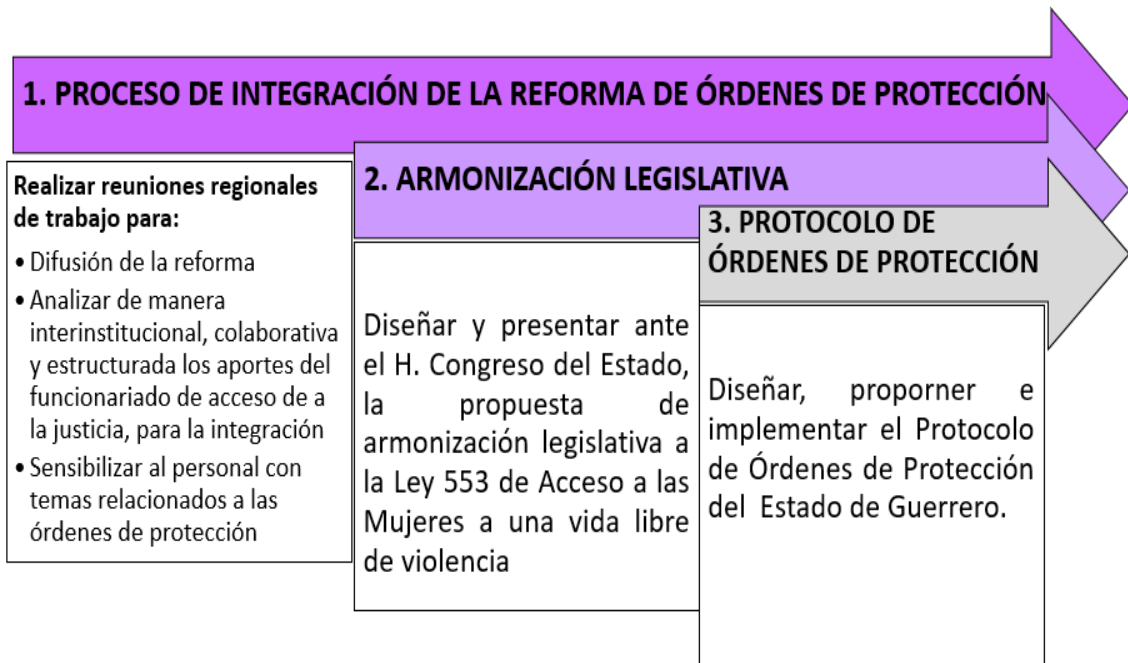 1. PROCESO DE INTEGRACIÓN DE LA REFORMA DE ÓRDENES DE PROTECCIÓN
Realizar reuniones regionales
de trabajo para:
• Difusión de la reforma
• Analizar de manera
interinstitucional, colaborativa
y estructurada los aportes del
funcionariado de acceso de a
la justicia, para la integración
• Sensibilizar al personal con
temas relacionados a las
órdenes de protección
2. ARMONIZACIÓN LEGISLATIVA
Diseñar y presentar ante
el H. Congreso del Estado,
la propuesta de
armonización legislativa a
la Ley 553 de Acceso a las
Mujeres a una vida libre
de violencia
3. PROTOCOLO DE
ÓRDENES DE PROTECCIÓN
Diseñar, proporner e
implementar el Protocolo
de Órdenes de Protección
del Estado de Guerrero.